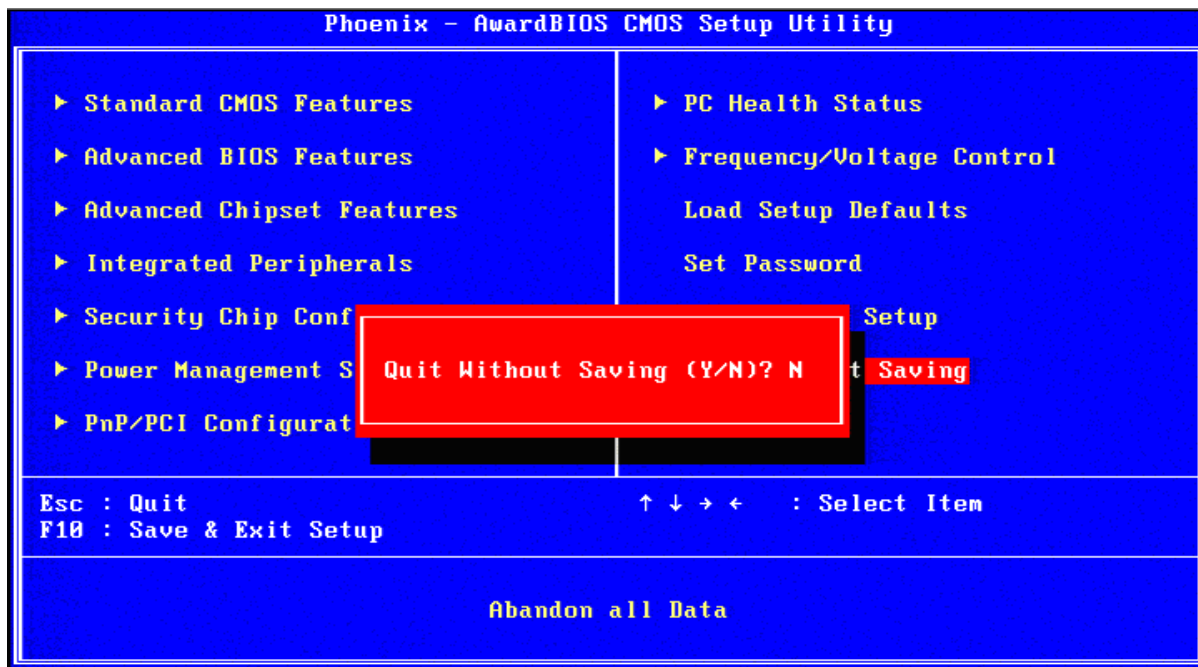 Phoenix - AwardBIOS CMOS Setup Utility
► Standard CMOS Features
► Advanced BIOS Features
► Advanced Chipset Features
► Integrated Peripherals
► Security Chip Conf
► Power Management S
► PnP/PCI Configurat
► PC Health Status
► Frequency/Voltage Control
Load Setup Defaults
Set Password
Setup
t Saving
Quit Without Saving (Y/N)? N
Esc : Quit
F10 : Save & Exit Setup
↑ ↓ → ← : Select Item
Abandon all Data